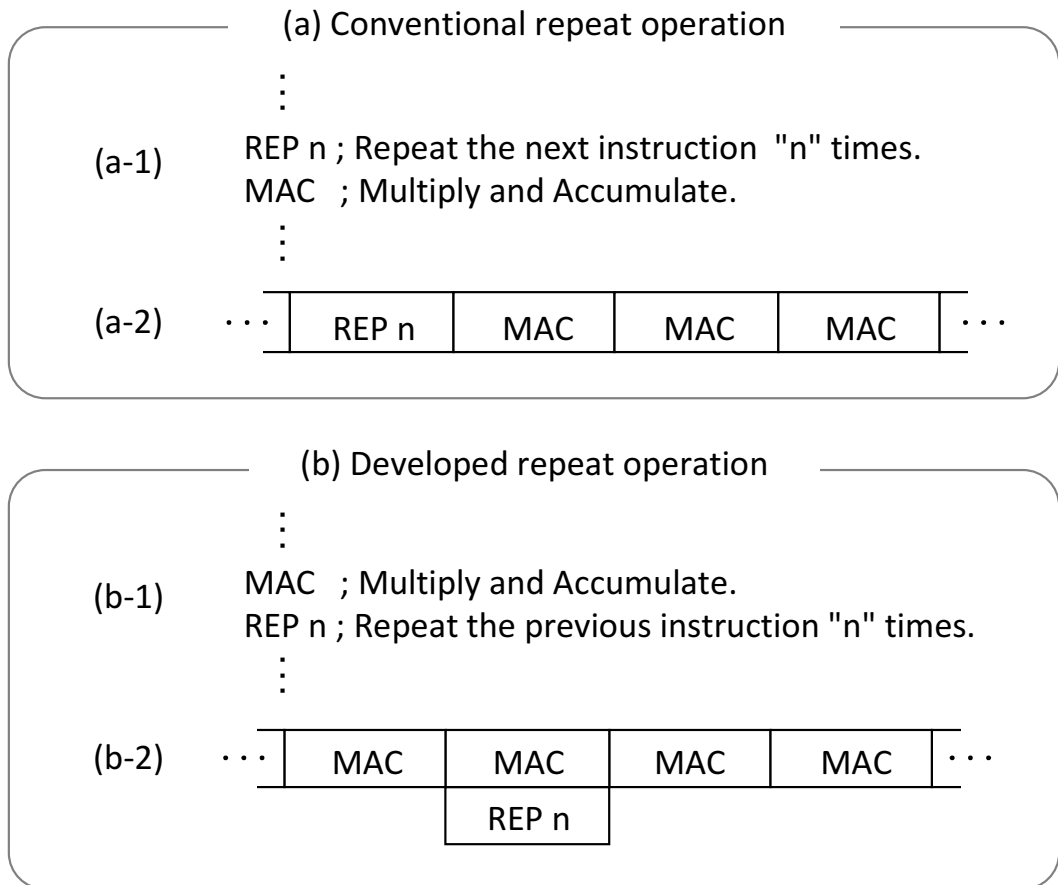 (a) Conventional repeat operation
⋮
(a-1)
REP n ; Repeat the next instruction "n" times.
MAC ; Multiply and Accumulate.
⋮
(a-2) ··· REP n MAC MAC MAC ···
(b) Developed repeat operation
⋮
(b-1)
MAC ; Multiply and Accumulate.
REP n ; Repeat the previous instruction "n" times.
⋮
(b-2) ··· MAC MAC MAC MAC ···
REP n